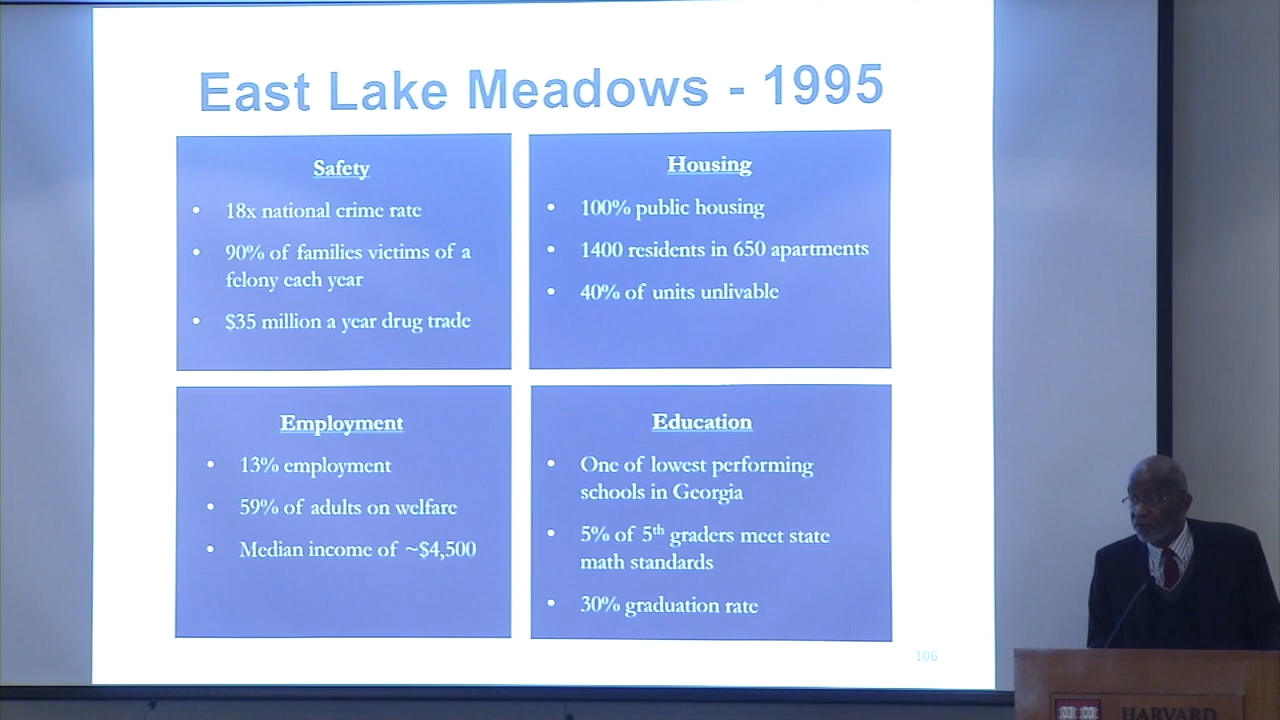 East Lake Meadows - 1995
Safety
• 18x national crime rate
• 90% of families victims of a
felony each year
• $35 million a year drug trade
Housing
• 100% public housing
• 1400 residents in 650 apartments
• 40% of units unlivable
Employment
• 13% employment
• 59% of adults on welfare
• Median income of ~$4,500
Education
• One of lowest performing
schools in Georgia
• 5% of 5th graders meet state
math standards
• 30% graduation rate
106
HARVARD